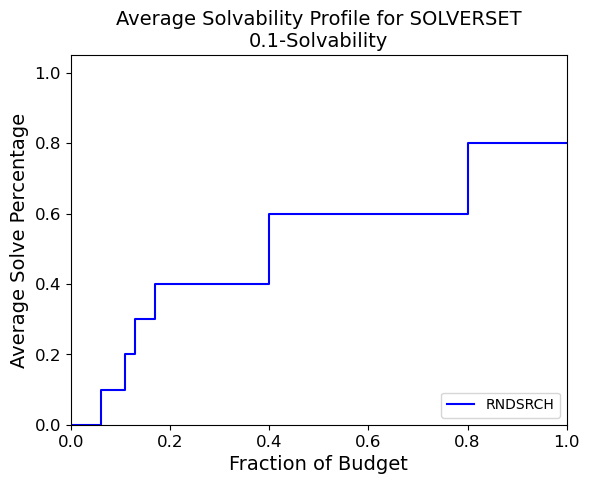 Average Solvability Profile for SOLVERSET
0.1-Solvability
Average Solve Percentage
1.0
0.8
0.6
0.4
0.2
0.0
RNDSRCH
0.0 0.2 0.4 0.6 0.8 1.0
Fraction of Budget